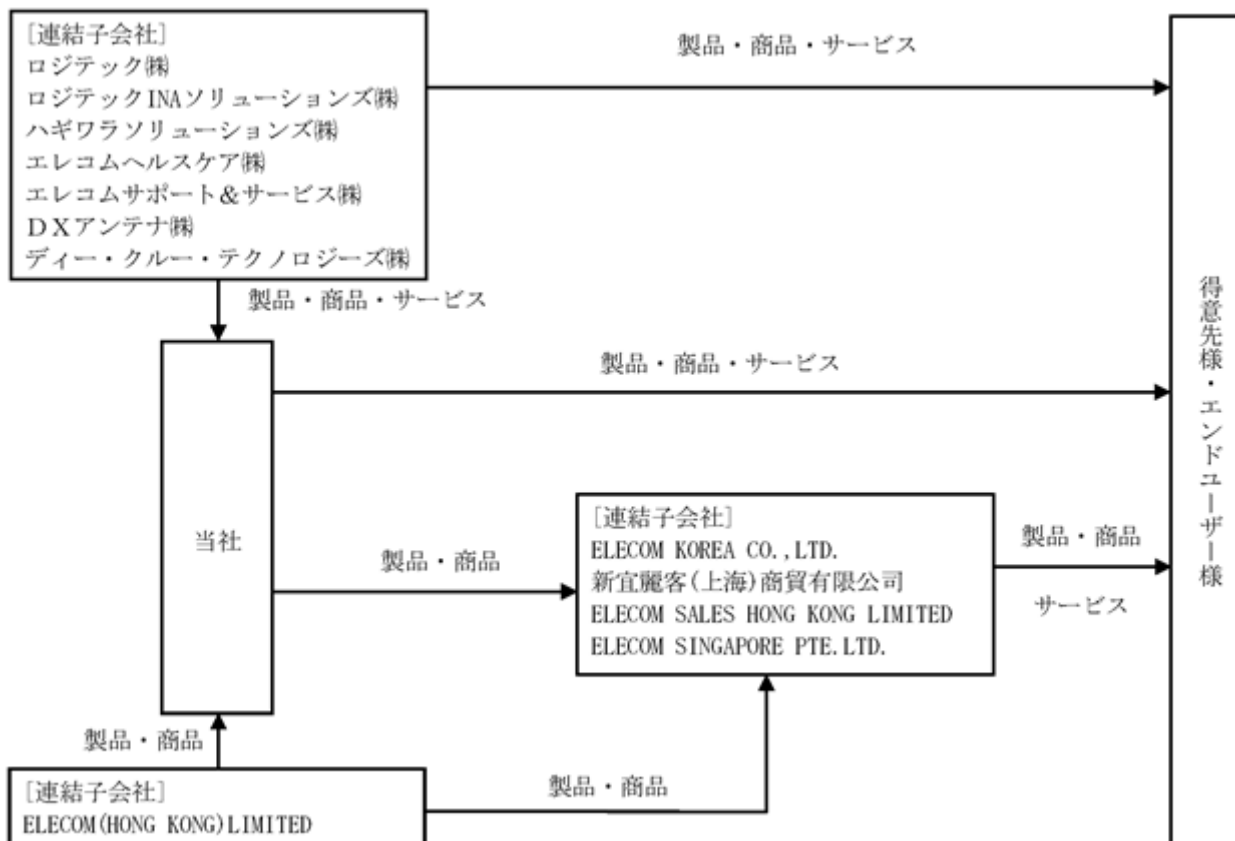 [連結子会社]
ロジテック㈱
ロジテックINAソリューションズ㈱
ハギワラソリューションズ㈱
エレコムヘルスケア㈱
エレコムサポート＆サービス㈱
ＤＸアンテナ㈱
ディー・クルー・テクノロジーズ㈱
製品・商品・サービス
製品・商品・サービス
当社
製品・商品・サービス
製品・商品
[連結子会社]
ELECOM KOREA CO.,LTD.
新宜麗客(上海)商貿有限公司
ELECOM SALES HONG KONG LIMITED
ELECOM SINGAPORE PTE.LTD.
製品・商品
サービス
得意先様・エンドユーザー様
製品・商品
[連結子会社]
ELECOM(HONG KONG)LIMITED
製品・商品